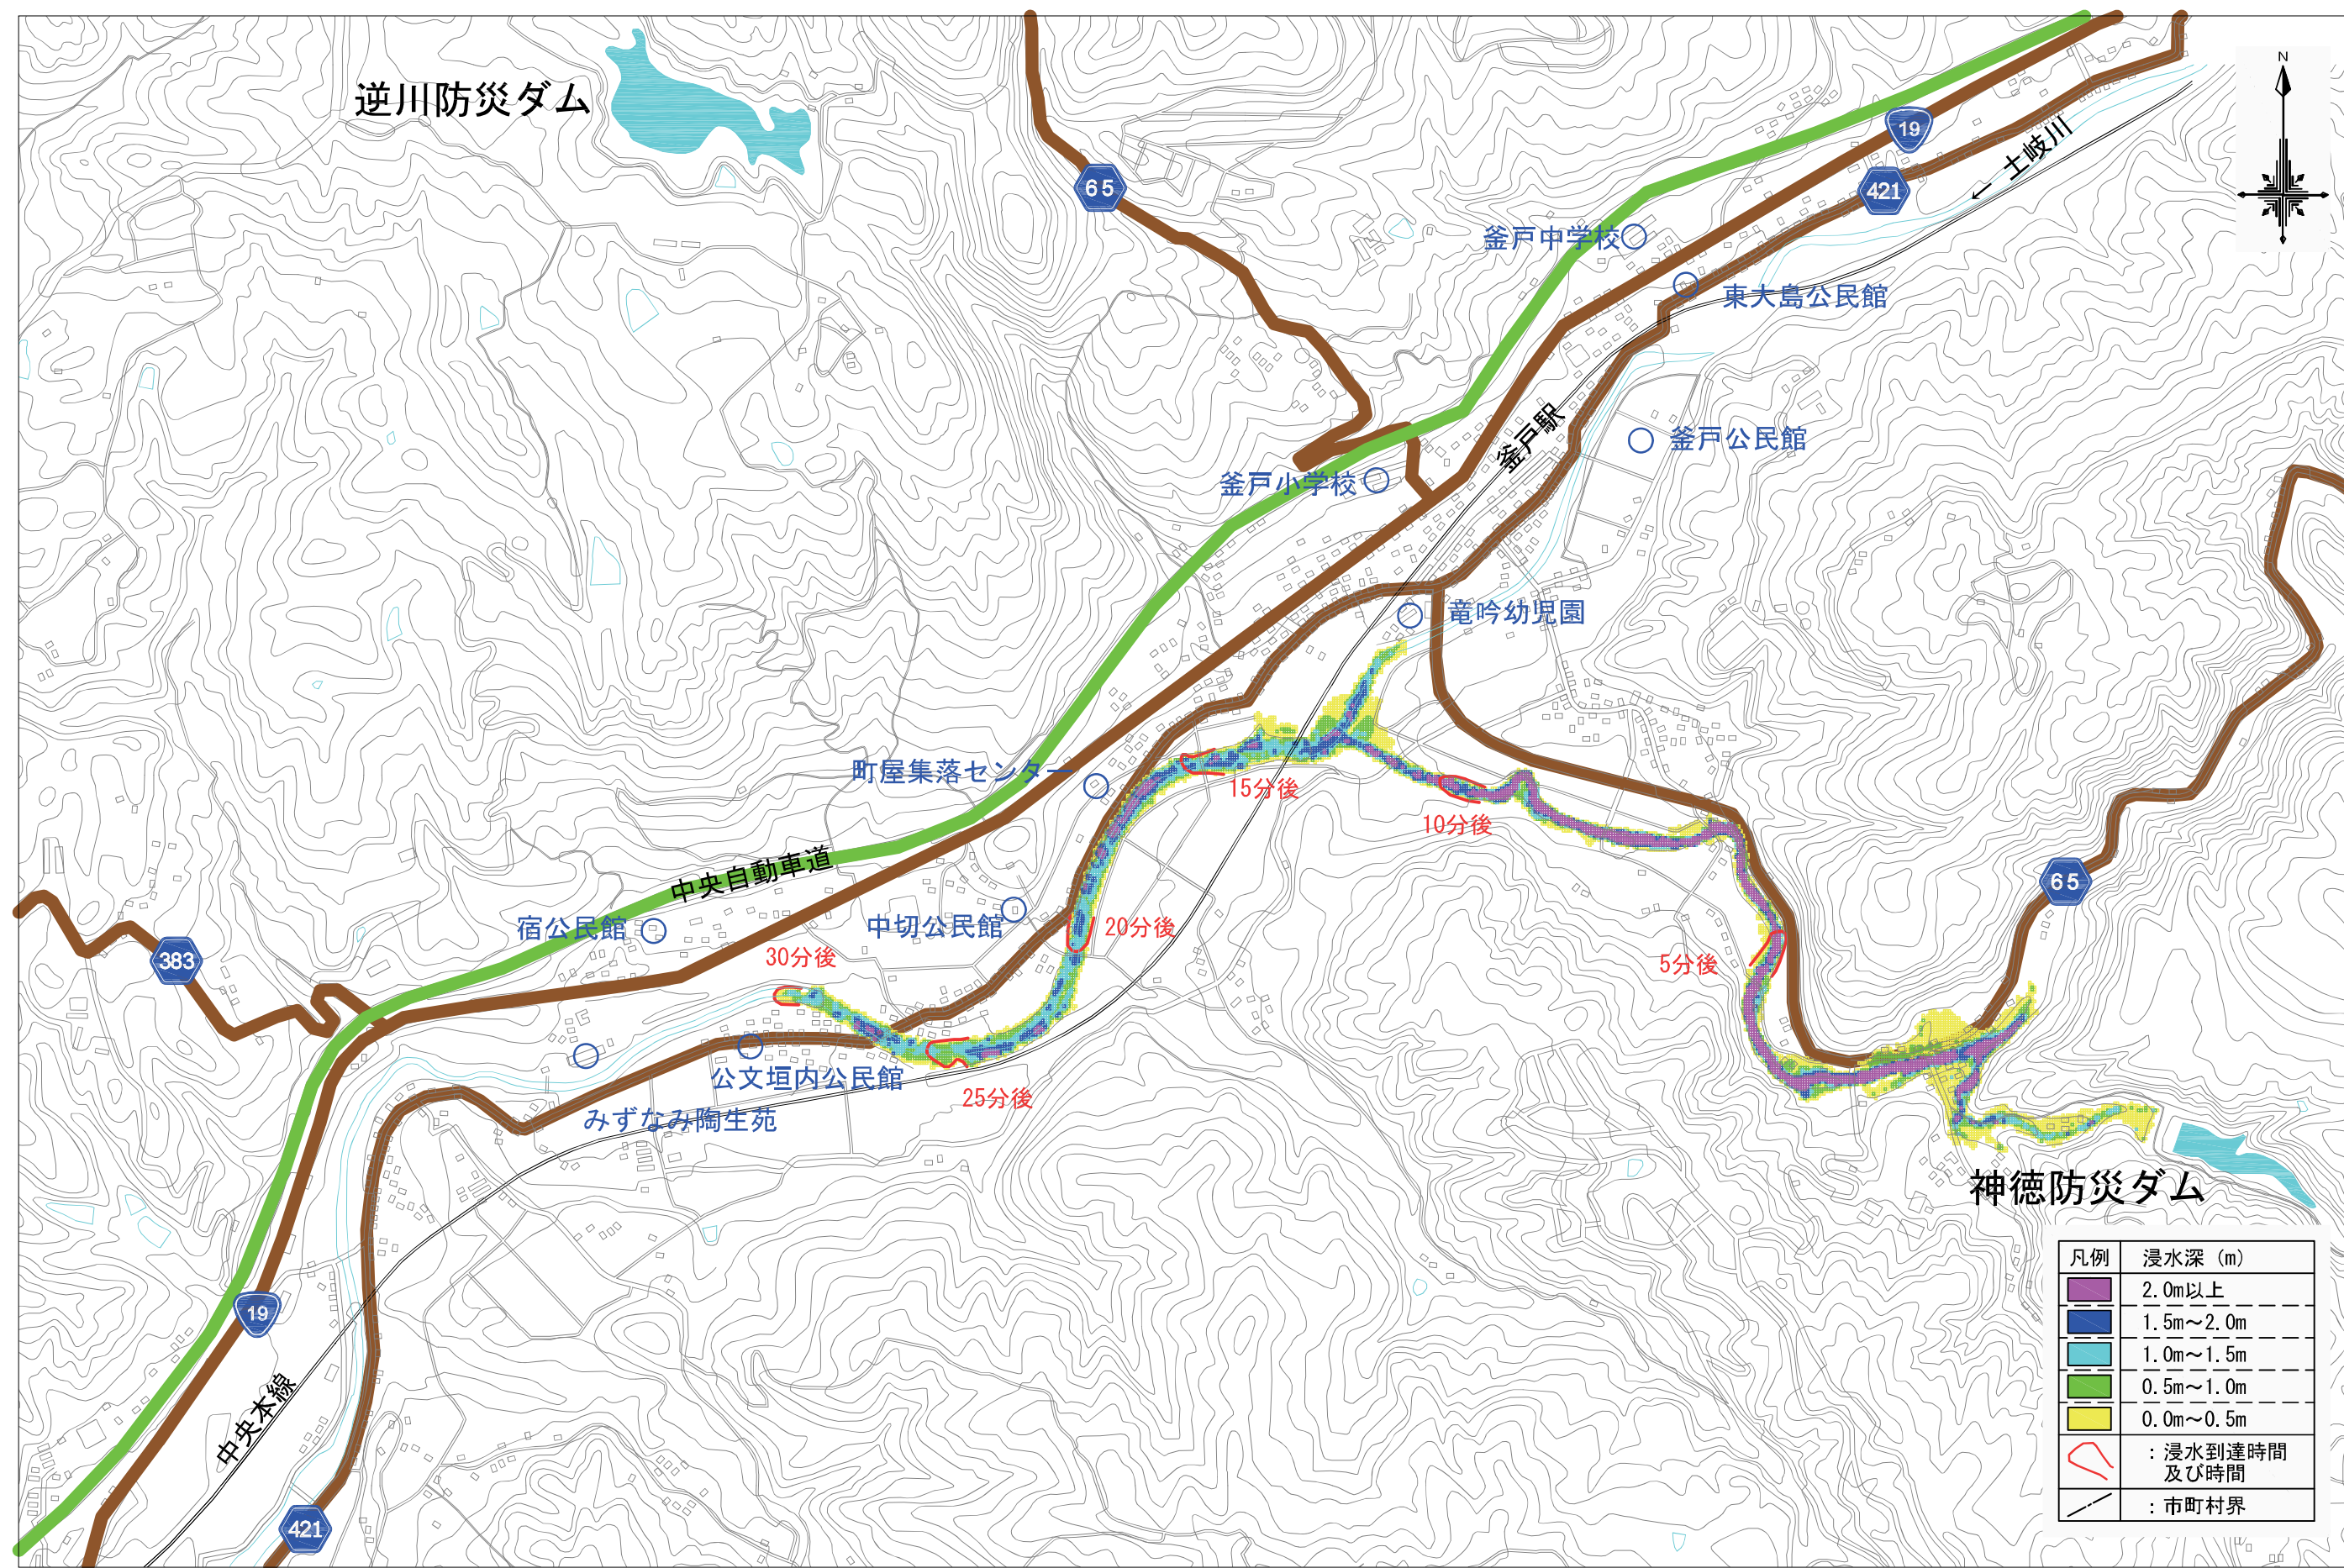 逆川防災ダム
N
19
421
← 土岐川
65
釜戸中学校
東大島公民館
釜戸駅
釜戸公民館
釜戸小学校
竜吟幼児園
町屋集落センター
15分後
10分後
中央自動車道
65
宿公民館
中切公民館
20分後
30分後
5分後
383
公文垣内公民館
25分後
みずなみ陶生苑
神徳防災ダム
19
中央本線
421
凡例 浸水深 (m)
2.0m以上
1.5m～2.0m
1.0m～1.5m
0.5m～1.0m
0.0m～0.5m
：浸水到達時間
及び時間
：市町村界